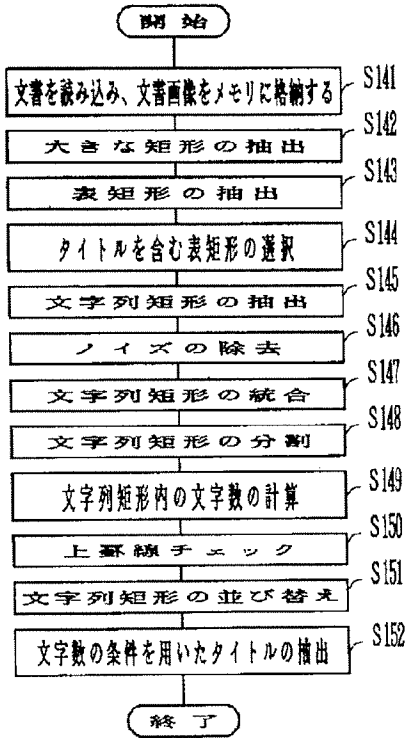 開始
文書を読み込み、文書画像をメモリに格納する
S141
大きな矩形の抽出
S142
表矩形の抽出
S143
タイトルを含む表矩形の選択
S144
文字列矩形の抽出
S145
ノイズの除去
S146
文字列矩形の統合
S147
文字列矩形の分割
S148
文字列矩形内の文字数の計算
S149
上罫線チェック
S150
文字列矩形の並び替え
S151
文字数の条件を用いたタイトルの抽出
S152
終了